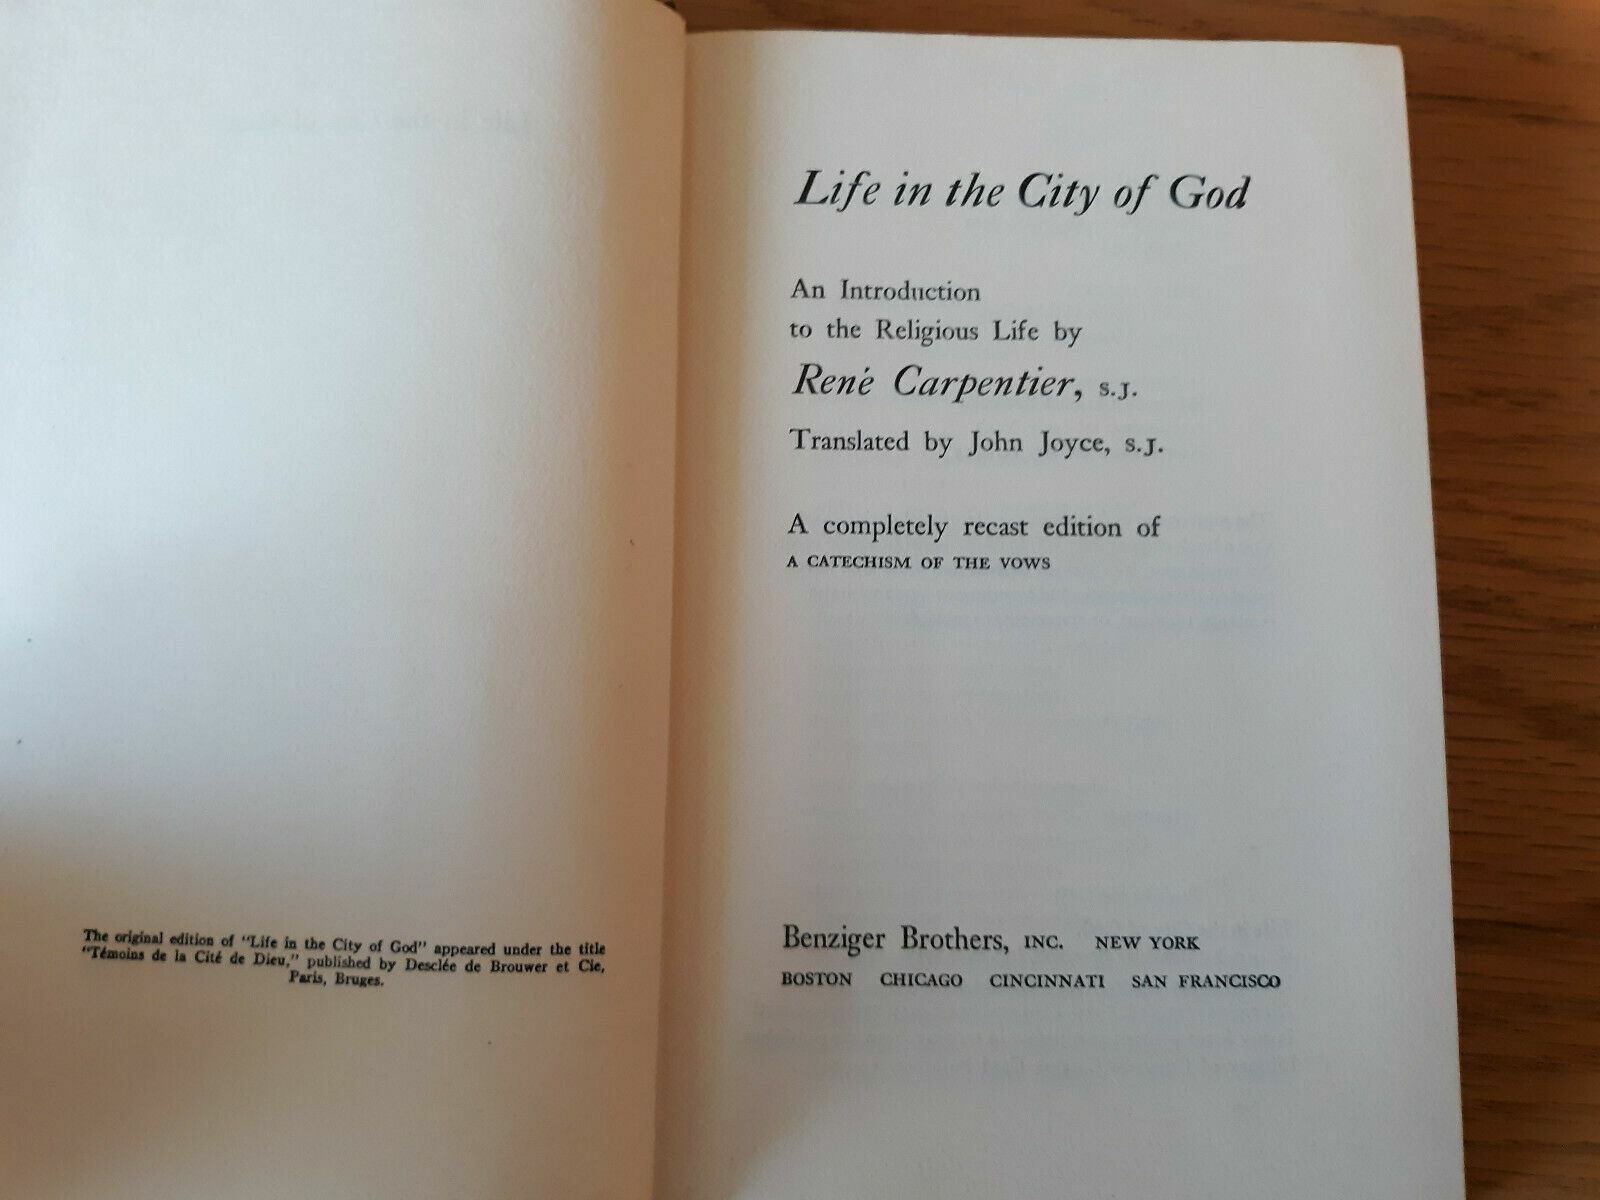 The original edition of "Life in the City of God" appeared under the title
"Témoins de la Cité de Dieu," published by Desclée de Brouwer et Cie,
Paris, Bruges.
Life in the City of God
An Introduction
to the Religious Life by
René Carpentier, S.J.
Translated by John Joyce, S.J.
A completely recast edition of
A CATECHISM OF THE VOWS
Benziger Brothers, INC. NEW YORK
BOSTON CHICAGO CINCINNATI SAN FRANCISCO